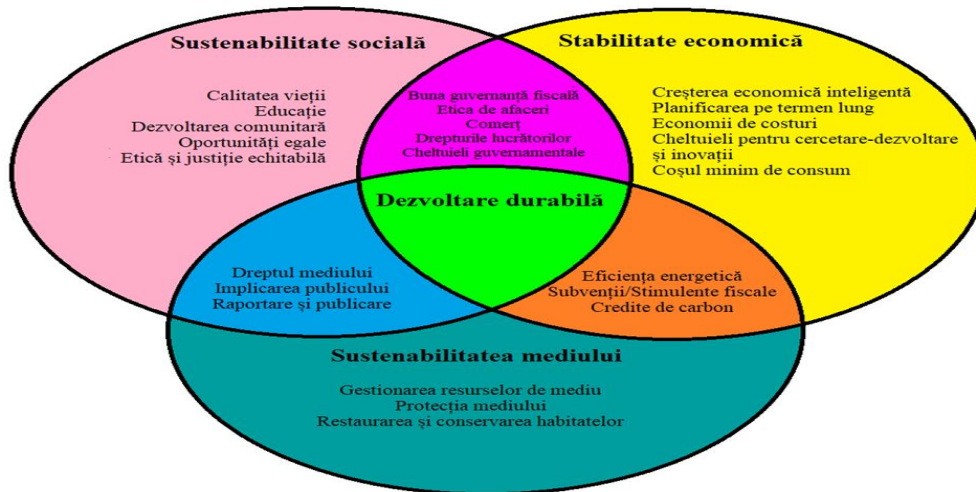 Sustenabilitate socială
Calitatea vieții
Educație
Dezvoltarea comunitară
Oportunități egale
Etică și justiție echitabilă
Buna guvernanță fiscală
Etica de afaceri
Comerț
Drepturile lucrătorilor
Cheltuieli guvernamentale
Stabilitate economică
Creșterea economică inteligentă
Planificarea pe termen lung
Economii de costuri
Cheltuieli pentru cercetare-dezvoltare
și inovații
Coșul minim de consum
Dezvoltare durabilă
Dreptul mediului
Implicarea publicului
Raportare și publicare
Eficiența energetică
Subvenții/Stimulente fiscale
Credite de carbon
Sustenabilitatea mediului
Gestionarea resurselor de mediu
Protecția mediului
Restaurarea și conservarea habitatelor